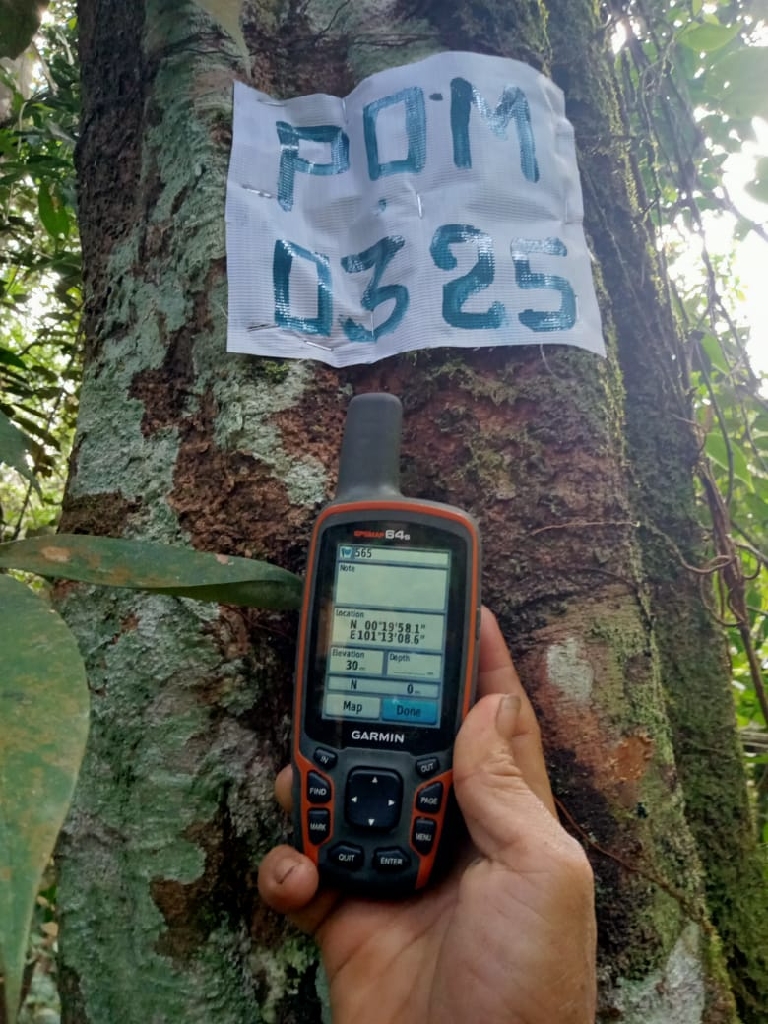 POM
0325
GPSMAP 64s
565
Note
Location
N 00°19'58.1"
E101°13'08.6"
Elevation
Depth
30m
N 0m
Map
Done
GARMIN
IN
OUT
FIND
PAGE
MARK
MENU
QUIT
ENTER